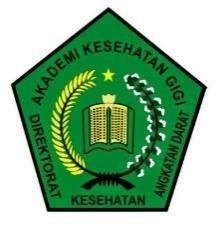 AKADEMI KESEHATAN GIGI
DIREKTORAT
KESEHATAN
ANGKATAN DARAT